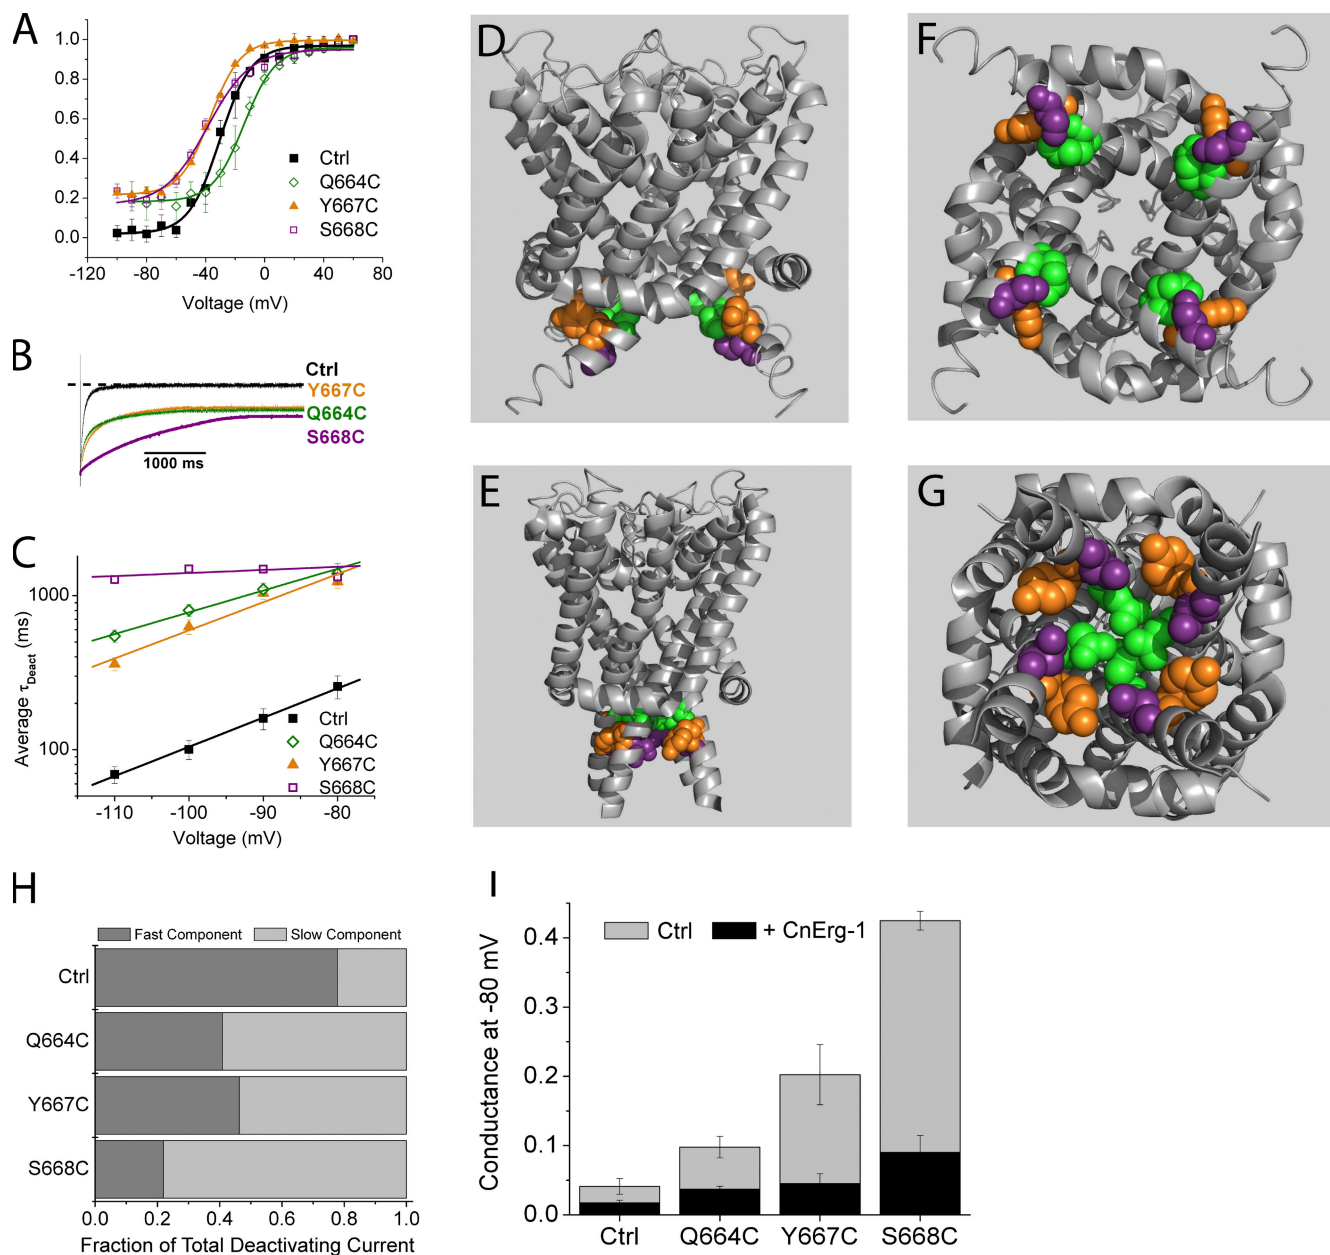 A
1.0
0.8
0.6
0.4
0.2
0.0
Ctrl
Q664C
Y667C
S668C
-120
-80
-40
0
40
80
Voltage (mV)
B
Ctrl
Y667C
Q664C
S668C
1000 ms
C
Average τDeact (ms)
1000
100
Ctrl
Q664C
Y667C
S668C
-110
-100
-90
-80
Voltage (mV)
D
E
F
G
H
Fast Component
Slow Component
Ctrl
Q664C
Y667C
S668C
0.0
0.2
0.4
0.6
0.8
1.0
Fraction of Total Deactivating Current
I
Ctrl
+ CnErg-1
Conductance at -80 mV
0.4
0.3
0.2
0.1
0.0
Ctrl
Q664C
Y667C
S668C